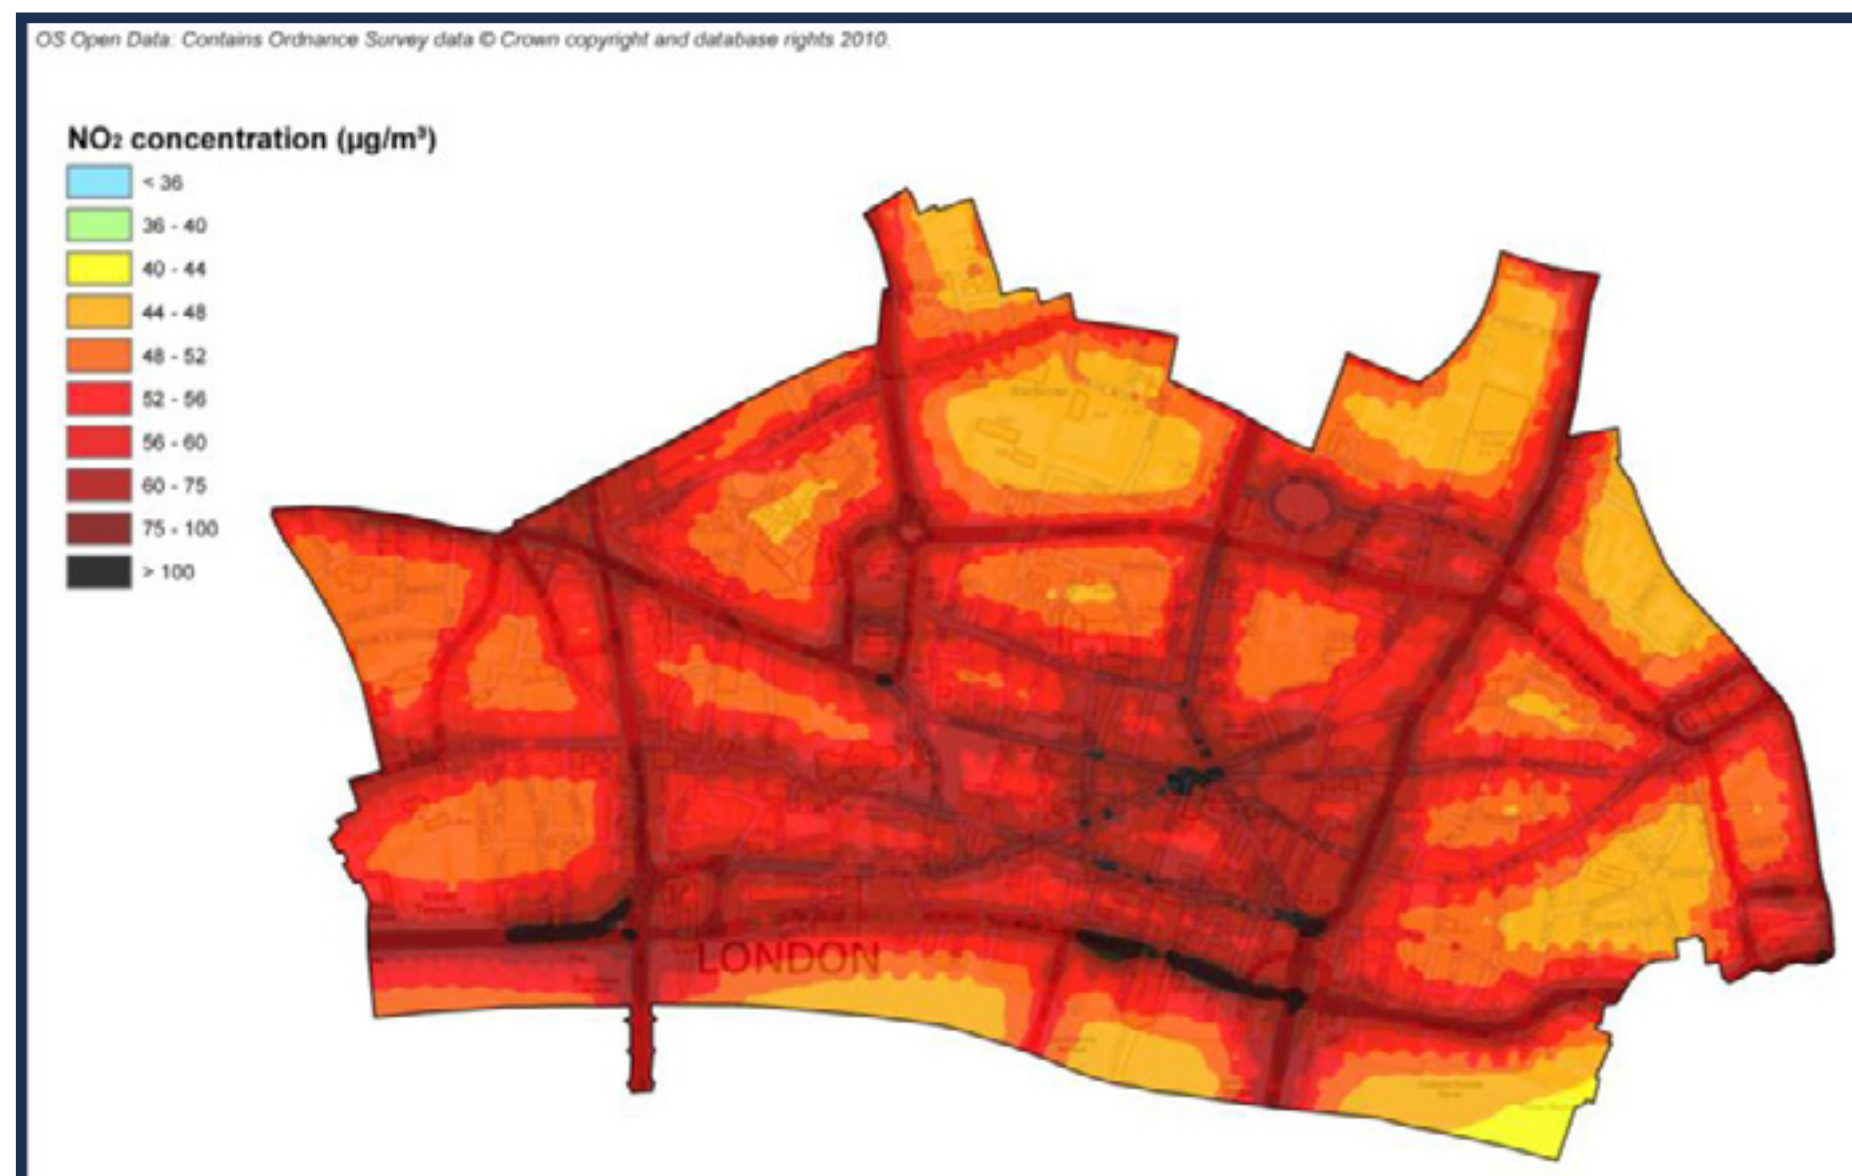 OS Open Data: Contains Ordnance Survey data © Crown copyright and database rights 2010.
NO₂ concentration (µg/m³)
< 36
36 - 40
40 - 44
44 - 48
48 - 52
52 - 56
56 - 60
60 - 75
75 - 100
> 100
LONDON